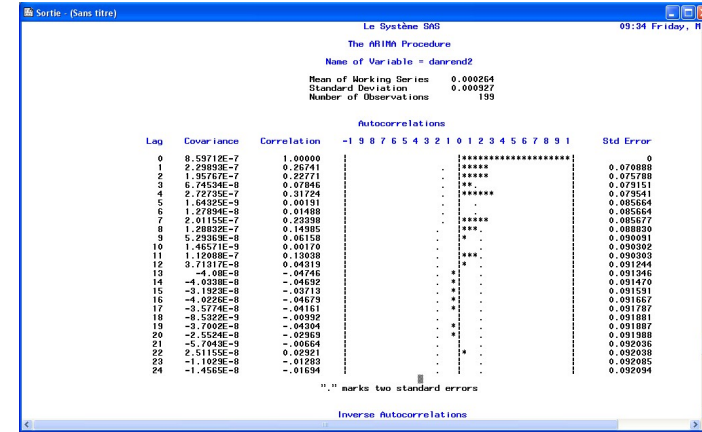 Sortie - (Sans titre)
Le Système SAS 09:34 Friday, M
The ARIMA Procedure
Name of Variable = danrend2
Mean of Working Series 0.000264
Standard Deviation 0.000927
Number of Observations 199
Autocorrelations
Lag Covariance Correlation -1 9 8 7 6 5 4 3 2 1 0 1 2 3 4 5 6 7 8 9 1 Std Error
0 8.59712E-7 1.00000 | |********************| 0
1 2.29893E-7 0.26741 | . |***** | 0.070888
2 1.95767E-7 0.22771 | . |***** | 0.075788
3 6.74534E-8 0.07846 | . |**. | 0.079151
4 2.72735E-7 0.31724 | . |****** | 0.079541
5 1.64325E-9 0.00191 | . | . | 0.085664
6 1.27894E-8 0.01488 | . | . | 0.085664
7 2.01155E-7 0.23398 | . |***** | 0.085677
8 1.28832E-7 0.14985 | . |***. | 0.088830
9 5.29369E-8 0.06158 | . |* . | 0.090091
10 1.46571E-9 0.00170 | . | . | 0.090302
11 1.12088E-7 0.13038 | . |***. | 0.090303
12 3.71317E-8 0.04319 | . |* . | 0.091244
13 -4.08E-8 -.04746 | . *| . | 0.091346
14 -4.0338E-8 -.04692 | . *| . | 0.091470
15 -3.1923E-8 -.03713 | . *| . | 0.091591
16 -4.0226E-8 -.04679 | . *| . | 0.091667
17 -3.5774E-8 -.04161 | . *| . | 0.091787
18 -8.5322E-9 -.00992 | . | . | 0.091881
19 -3.7002E-8 -.04304 | . *| . | 0.091887
20 -2.5524E-8 -.02969 | . *| . | 0.091988
21 -5.7043E-9 -.00664 | . | . | 0.092036
22 2.51155E-8 0.02921 | . |* . | 0.092038
23 -1.1029E-8 -.01283 | . | . | 0.092085
24 -1.4565E-8 -.01694 | . | . | 0.092094
"." marks two standard errors
Inverse Autocorrelations